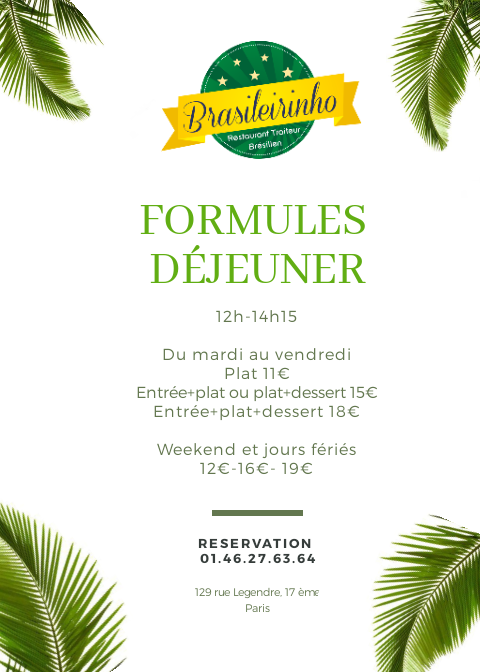 Brasileirinho
Restaurant Traiteur
Bresilien
FORMULES
DÉJEUNER
12h-14h15
Du mardi au vendredi
Plat 11€
Entrée+plat ou plat+dessert 15€
Entrée+plat+dessert 18€
Weekend et jours fériés
12€-16€- 19€
RESERVATION
01.46.27.63.64
129 rue Legendre, 17 ème
Paris